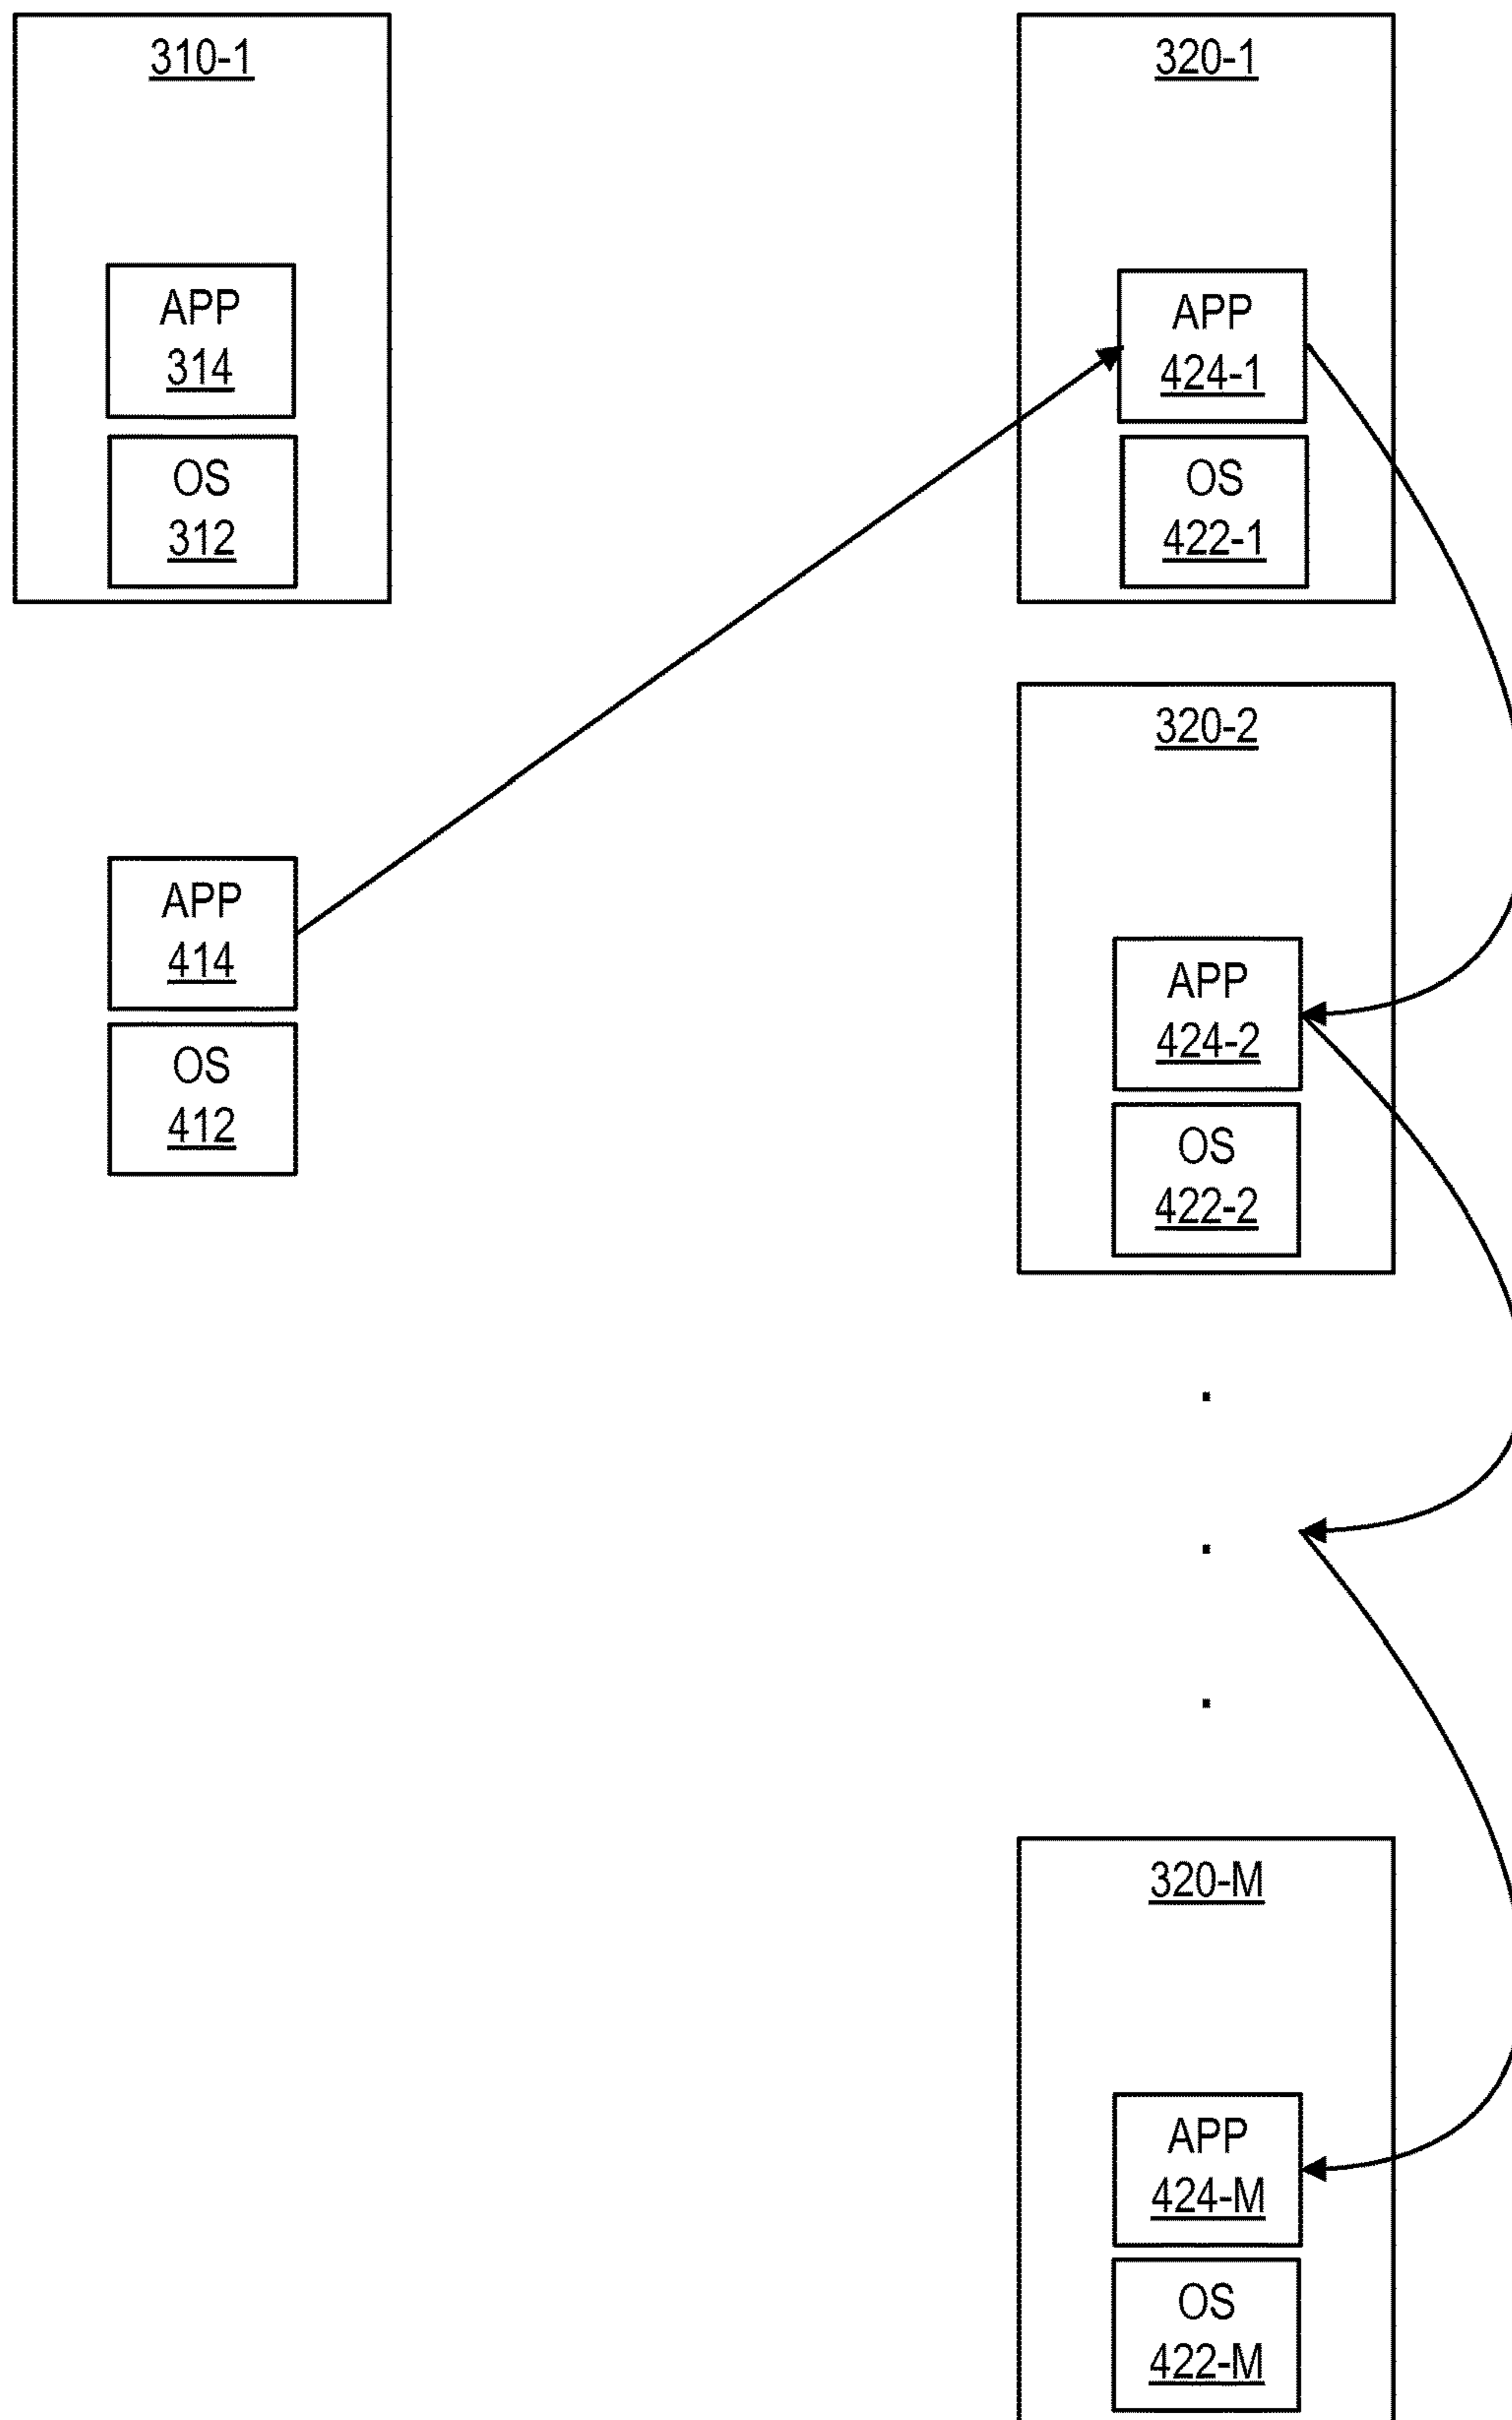 310-1
APP
314
OS
312
APP
414
OS
412
320-1
APP
424-1
OS
422-1
320-2
APP
424-2
OS
422-2
.
.
.
320-M
APP
424-M
OS
422-M